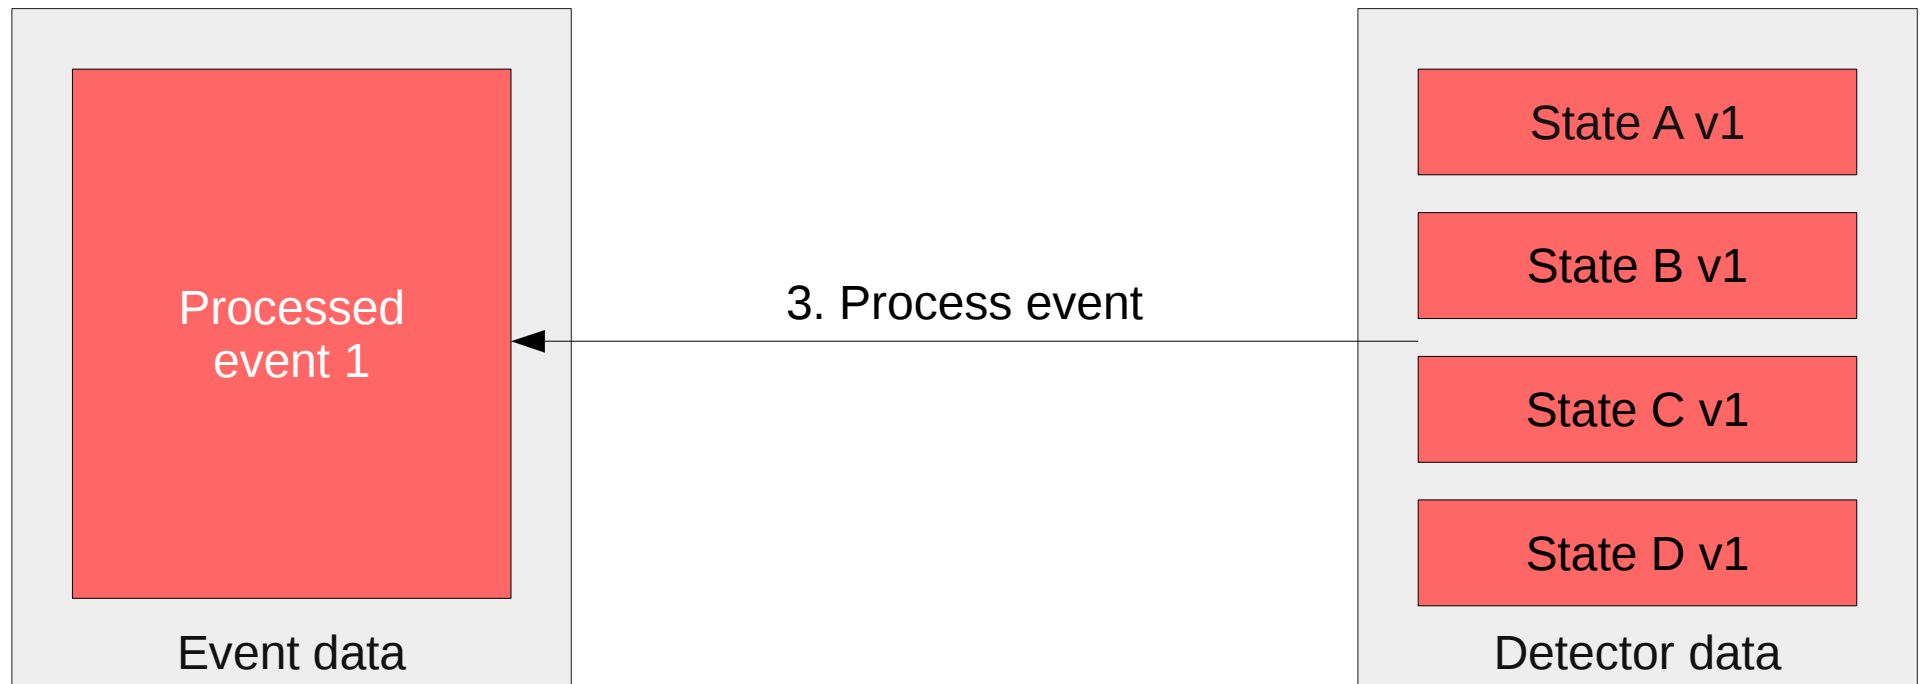 Processed
event 1
Event data
3. Process event
State A v1
State B v1
State C v1
State D v1
Detector data